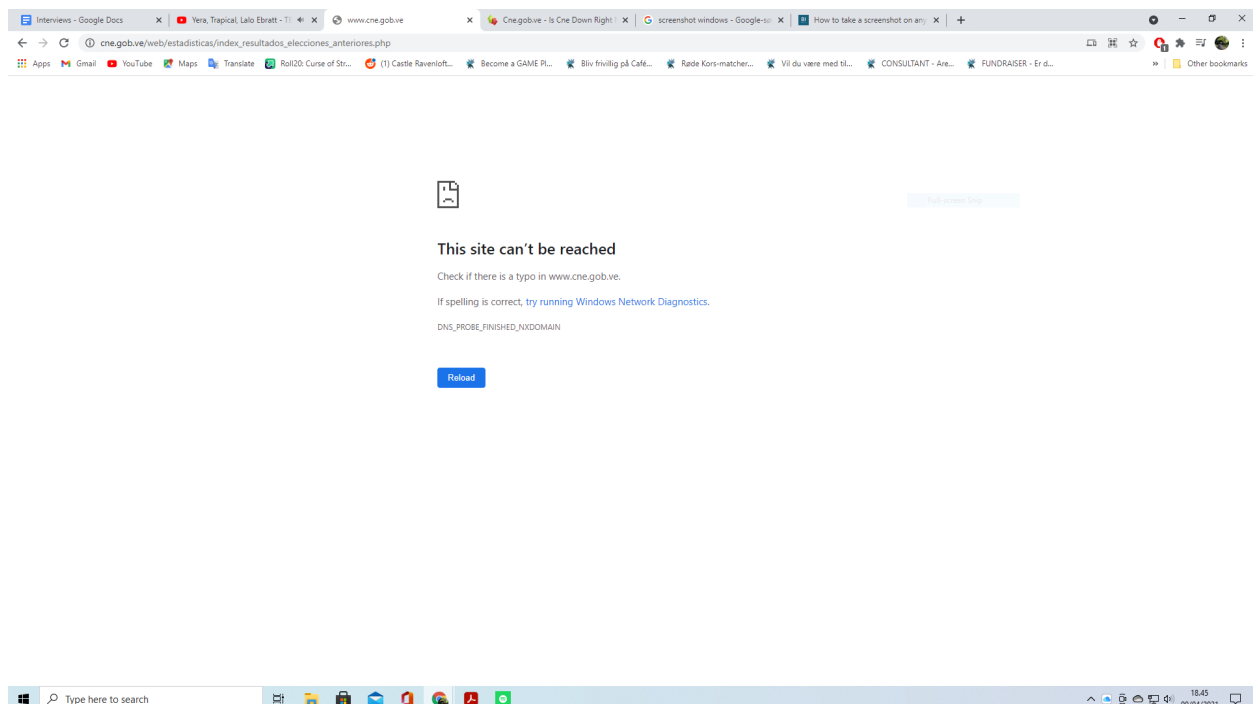 Interviews - Google Docs
Yera, Trapical, Lalo Ebratt - TE
www.cne.gob.ve
Cne.gob.ve - Is Cne Down Right
screenshot windows - Google-sø
How to take a screenshot on any
cne.gob.ve/web/estadisticas/index_resultados_elecciones_anteriores.php
Apps
Gmail
YouTube
Maps
Translate
Roll20: Curse of Str...
(1) Castle Ravenloft...
Become a GAME Pl...
Bliv frivillig på Café...
Røde Kors-matcher...
Vil du være med til...
CONSULTANT - Are...
FUNDRAISER - Er d...
»
Other bookmarks
This site can't be reached
Check if there is a typo in www.cne.gob.ve.
If spelling is correct, try running Windows Network Diagnostics.
DNS_PROBE_FINISHED_NXDOMAIN
Reload
Type here to search
18.45